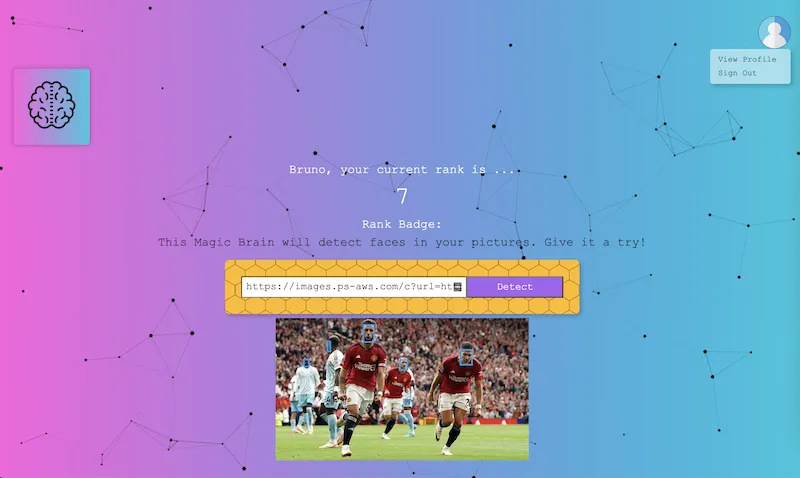 View Profile
Sign Out
Bruno, your current rank is ...
7
Rank Badge:
This Magic Brain will detect faces in your pictures. Give it a try!
https://images.ps-aws.com/c?url=ht
Detect